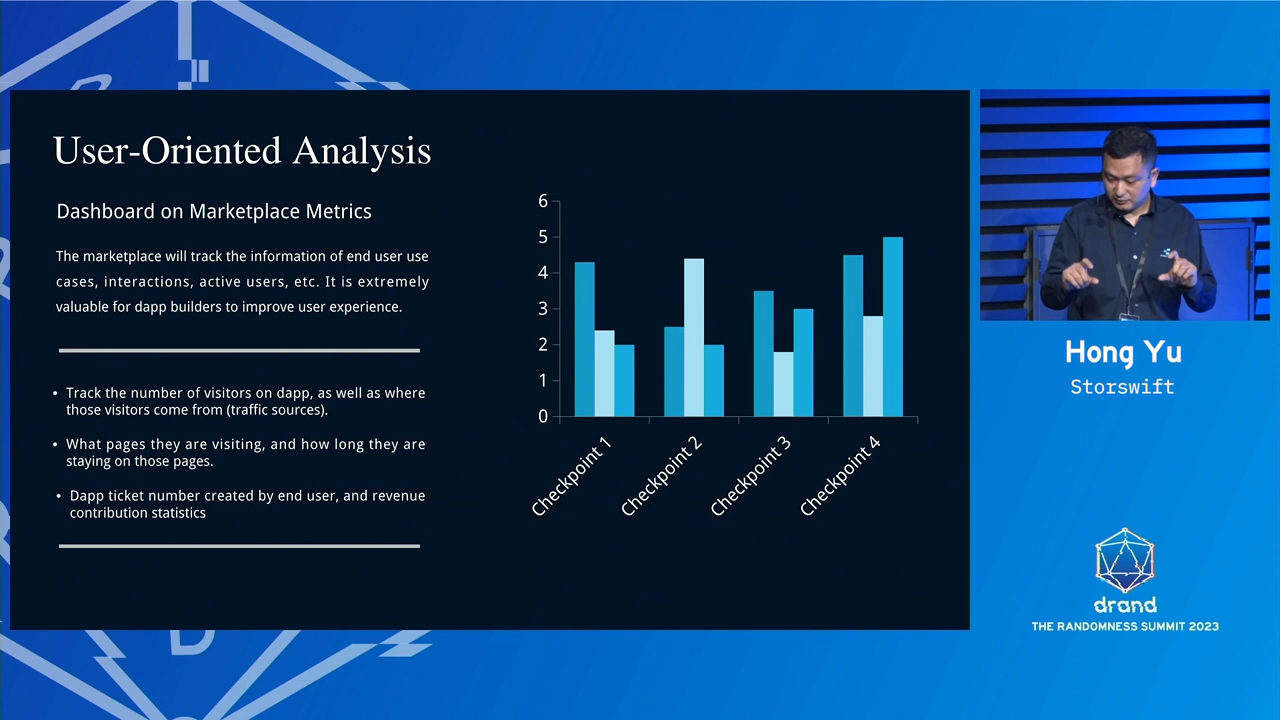 User-Oriented Analysis
Dashboard on Marketplace Metrics
The marketplace will track the information of end user use
cases, interactions, active users, etc. It is extremely
valuable for dapp builders to improve user experience.
• Track the number of visitors on dapp, as well as where
those visitors come from (traffic sources).
• What pages they are visiting, and how long they are
staying on those pages.
• Dapp ticket number created by end user, and revenue
contribution statistics
6
5
4
3
2
1
0
Checkpoint 1
Checkpoint 2
Checkpoint 3
Checkpoint 4
Hong Yu
Storswift
drand
THE RANDOMNESS SUMMIT 2023